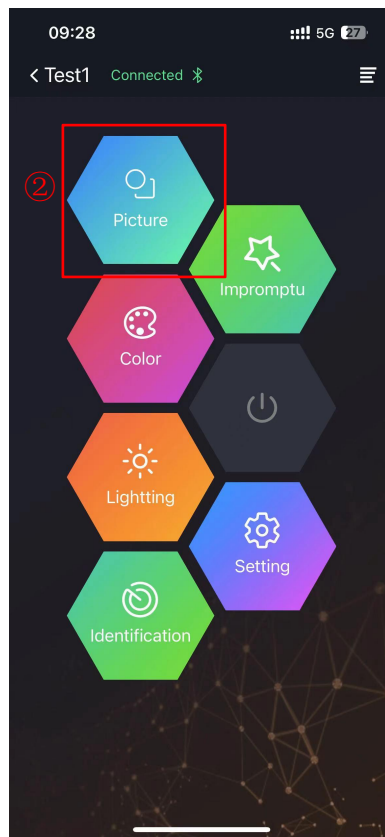 09:28 5G 27
Test1 Connected
②
Picture
Impromptu
Color
Lightting
Setting
Identification